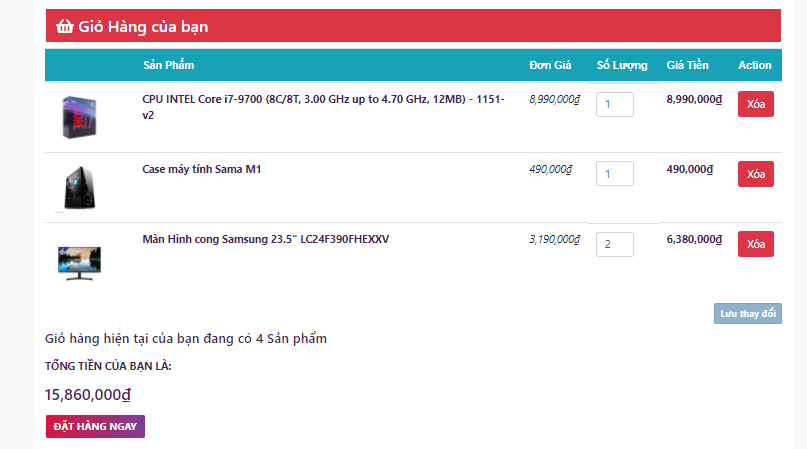 Giỏ Hàng của bạn
Sản Phẩm Đơn Giá Số Lượng Giá Tiền Action
CPU INTEL Core i7-9700 (8C/8T, 3.00 GHz up to 4.70 GHz, 12MB) - 1151- 8,990,000₫ 1 8,990,000₫ Xóa
v2
Case máy tính Sama M1 490,000₫ 1 490,000₫ Xóa
Màn Hình cong Samsung 23.5" LC24F390FHEXXV 3,190,000₫ 2 6,380,000₫ Xóa
Lưu thay đổi
Giỏ hàng hiện tại của bạn đang có 4 Sản phẩm
TỔNG TIỀN CỦA BẠN LÀ:
15,860,000₫
ĐẶT HÀNG NGAY